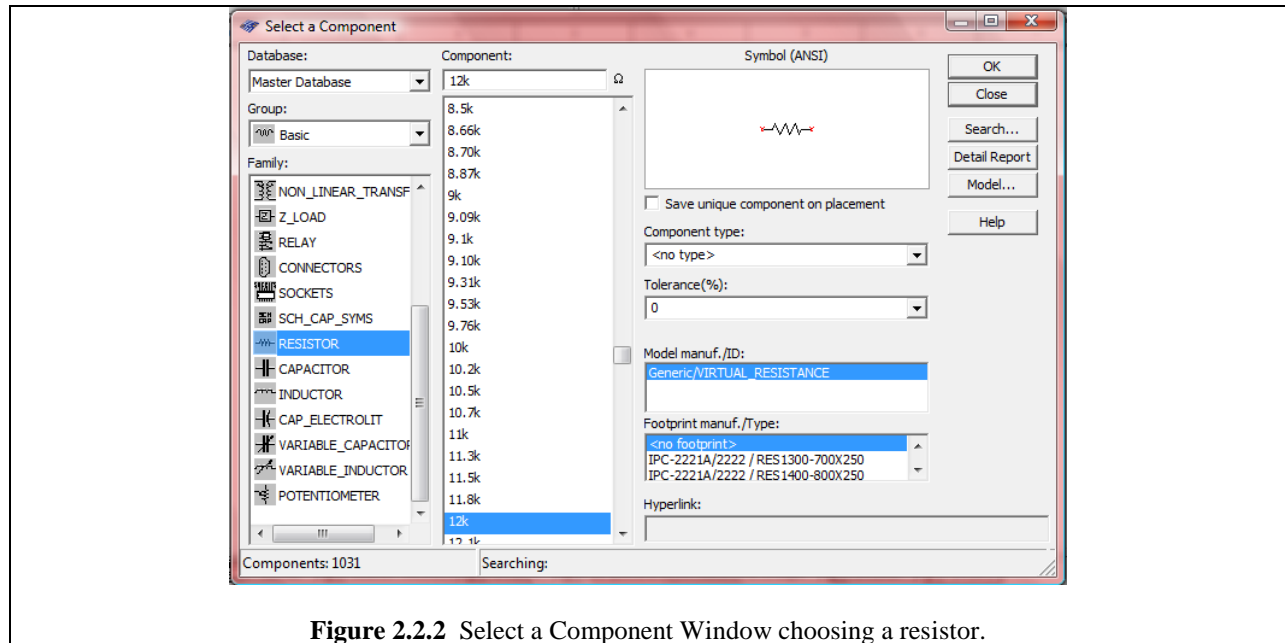 Select a Component
Database:
Master Database
Group:
Basic
Family:
NON_LINEAR_TRANSF
Z_LOAD
RELAY
CONNECTORS
SOCKETS
SCH_CAP_SYMS
RESISTOR
CAPACITOR
INDUCTOR
CAP_ELECTROLIT
VARIABLE_CAPACITOR
VARIABLE_INDUCTOR
POTENTIOMETER
Component:
12k Ω
8.5k
8.66k
8.70k
8.87k
9k
9.09k
9.1k
9.10k
9.31k
9.53k
9.76k
10k
10.2k
10.5k
10.7k
11k
11.3k
11.5k
11.8k
12k
12.1k
Symbol (ANSI)
Save unique component on placement
Component type:
<no type>
Tolerance(%):
0
Model manuf./ID:
Generic/VIRTUAL_RESISTANCE
Footprint manuf./Type:
<no footprint>
IPC-2221A/2222 / RES1300-700X250
IPC-2221A/2222 / RES1400-800X250
Hyperlink:
OK
Close
Search...
Detail Report
Model...
Help
Components: 1031
Searching:
Figure 2.2.2 Select a Component Window choosing a resistor.